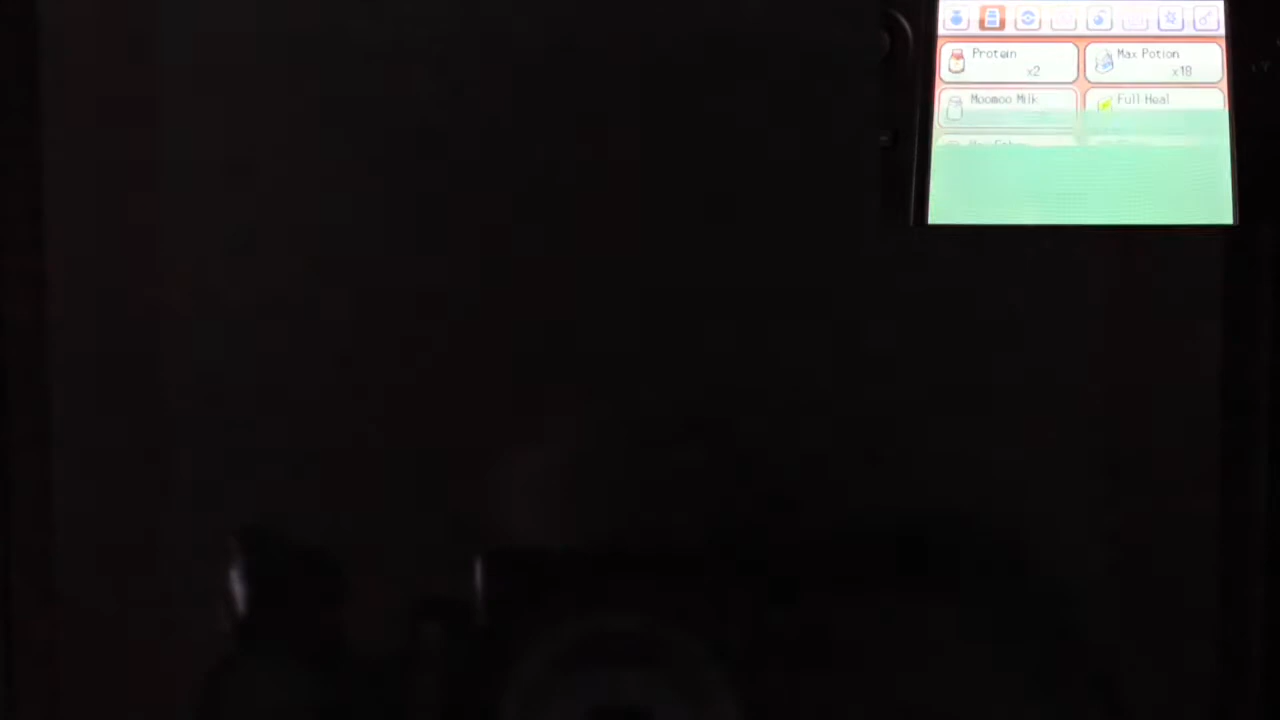 Protein
x2
Max Potion
x18
Moomoo Milk
Full Heal